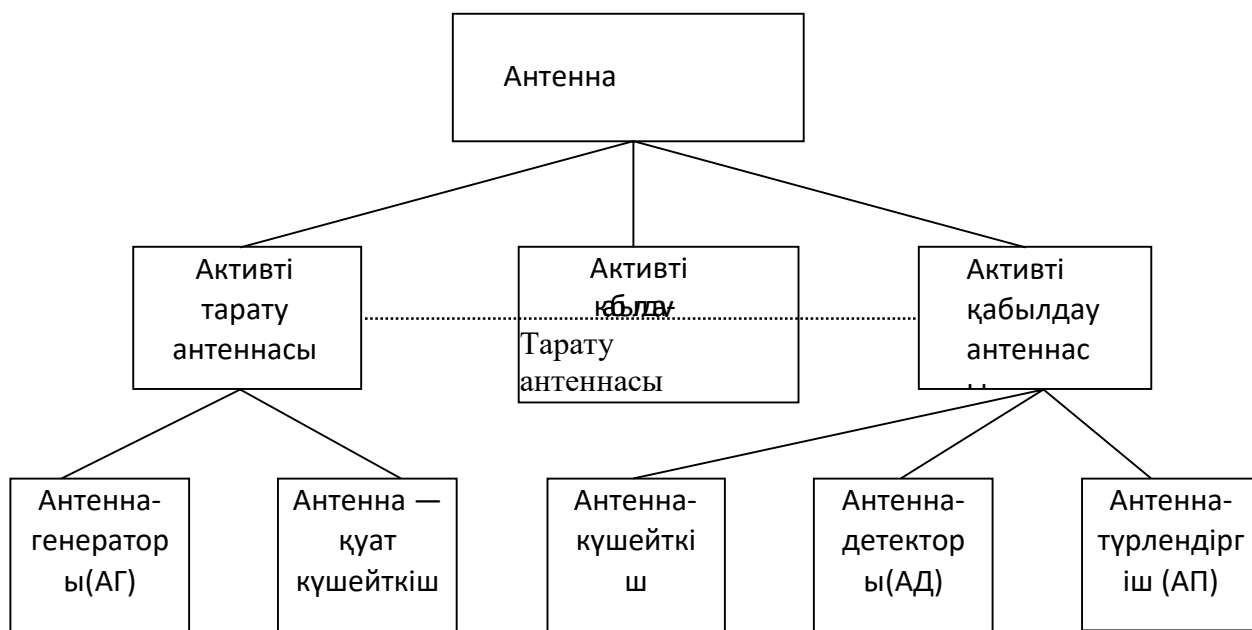 Антенна
Активті
тарату
антеннасы
Активті
Тарату
антеннасы
Активті
қабылдау
антеннас
Антенна-
генератор
ы(АГ)
Антенна —
қуат
күшейткіш
Антенна-
күшейткі
ш
Антенна-
детектор
ы(АД)
Антенна-
түрлендірг
іш (АП)